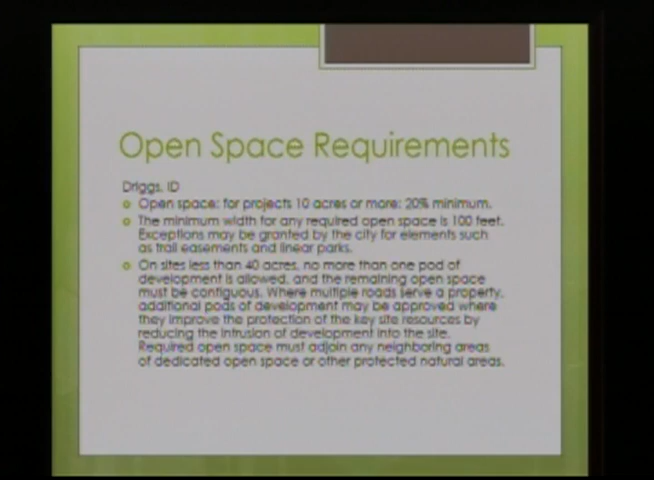 Open Space Requirements
Driggs, ID
Open space: for projects 10 acres or more: 20% minimum.
The minimum width for any required open space is 100 feet.
Exceptions may be granted by the city for elements such
as trail easements and linear parks.
On sites less than 40 acres, no more than one pod of
development is allowed, and the remaining open space
must be contiguous. Where multiple roads serve a property,
additional pods of development may be approved where
they improve the protection of the key site resources by
reducing the intrusion of development into the site.
Required open space must adjoin any neighboring areas
of dedicated open space or other protected natural areas.